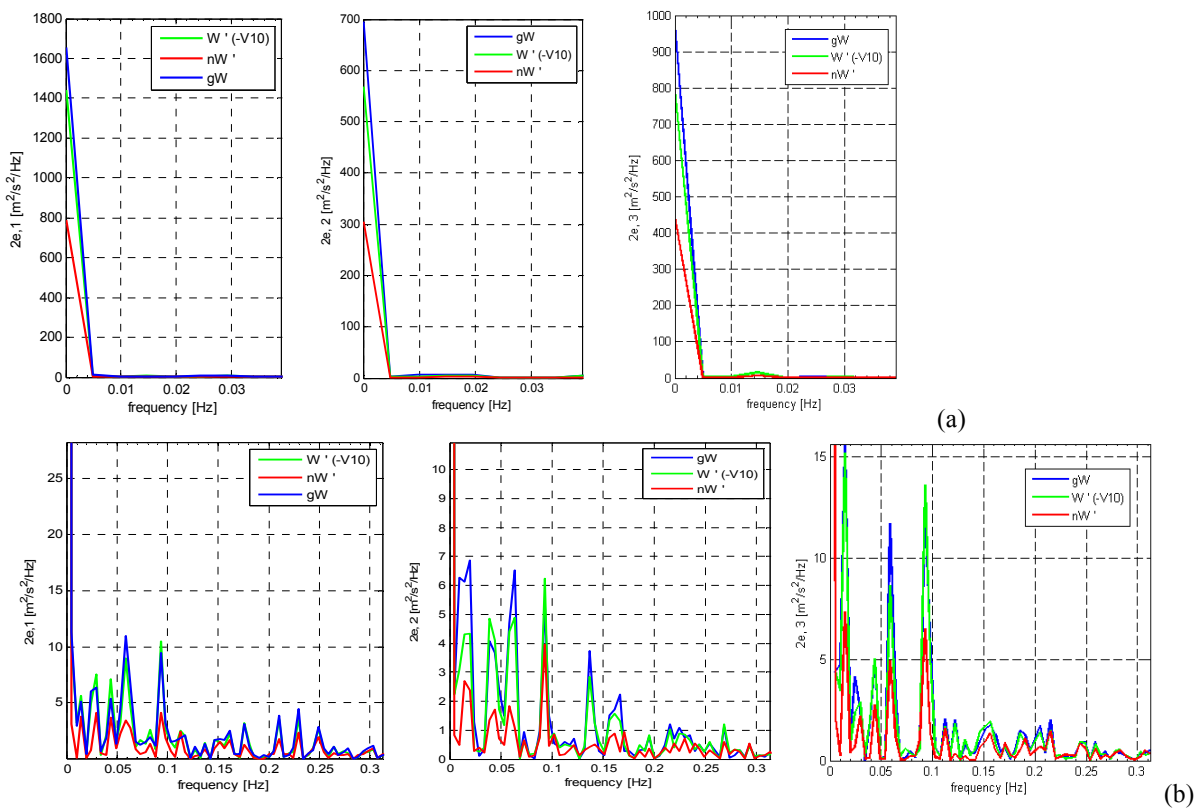 1800
1600
1400
1200
1000
800
600
400
200
0
0 0.01 0.02 0.03
frequency [Hz]
2e,1 [m²/s²/Hz]
W ' (-V10)
nW '
gW
700
600
500
400
300
200
100
0
0 0.01 0.02 0.03
frequency [Hz]
2e, 2 [m²/s²/Hz]
gW
W ' (-V10)
nW '
1000
900
800
700
600
500
400
300
200
100
0
0 0.01 0.02 0.03
frequency [Hz]
2e, 3 [m²/s²/Hz]
gW
W ' (-V10)
nW '
(a)
25
20
15
10
5
0 0.05 0.1 0.15 0.2 0.25 0.3
frequency [Hz]
2e,1 [m²/s²/Hz]
W ' (-V10)
nW '
gW
10
9
8
7
6
5
4
3
2
1
0
0 0.05 0.1 0.15 0.2 0.25 0.3
frequency [Hz]
2e, 2 [m²/s²/Hz]
gW
W ' (-V10)
nW '
15
10
5
0
0 0.05 0.1 0.15 0.2 0.25 0.3
frequency [Hz]
2e, 3 [m²/s²/Hz]
gW
W ' (-V10)
nW '
(b)